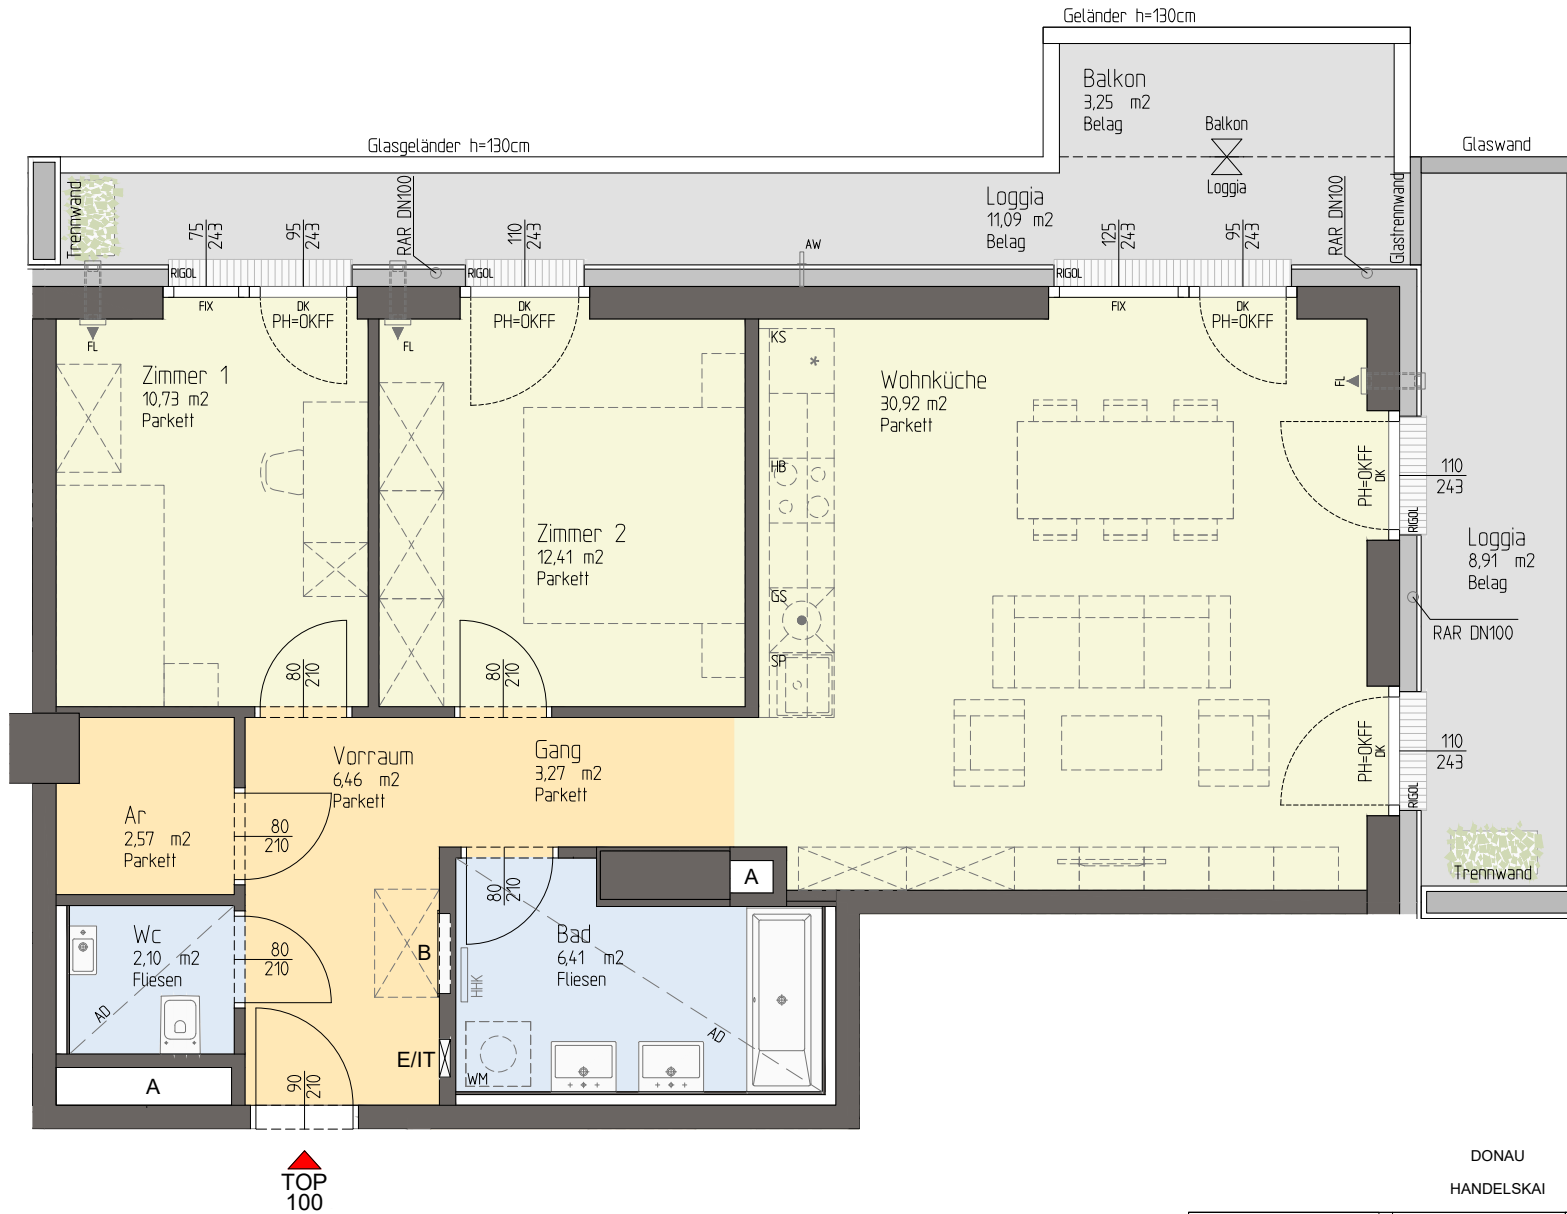 Geländer h=130cm
Balkon
3,25 m2
Belag
Glasgeländer h=130cm
Balkon
Loggia
Glaswand
Trennwand
75
243
95
243
RAR DN100
110
243
Loggia
11,09 m2
Belag
125
243
95
243
RAR DN100
Glastrennwand
AW
RIGOL
RIGOL
RIGOL
FIX
DK
PH=OKFF
DK
PH=OKFF
FIX
DK
PH=OKFF
FL
FL
FL
KS
*
Zimmer 1
10,73 m2
Parkett
Wohnküche
30,92 m2
Parkett
HB
PH=OKFF
DK
110
243
RIGOL
Zimmer 2
12,41 m2
Parkett
Loggia
8,91 m2
Belag
GS
RAR DN100
SP
80
210
80
210
Vorraum
6,46 m2
Parkett
Gang
3,27 m2
Parkett
PH=OKFF
DK
110
243
RIGOL
Ar
2,57 m2
Parkett
80
210
80
210
A
Trennwand
Wc
2,10 m2
Fliesen
80
210
B
Bad
6,41 m2
Fliesen
HHK
AD
AD
E/IT
WM
A
90
210
TOP
100
DONAU
HANDELSKAI